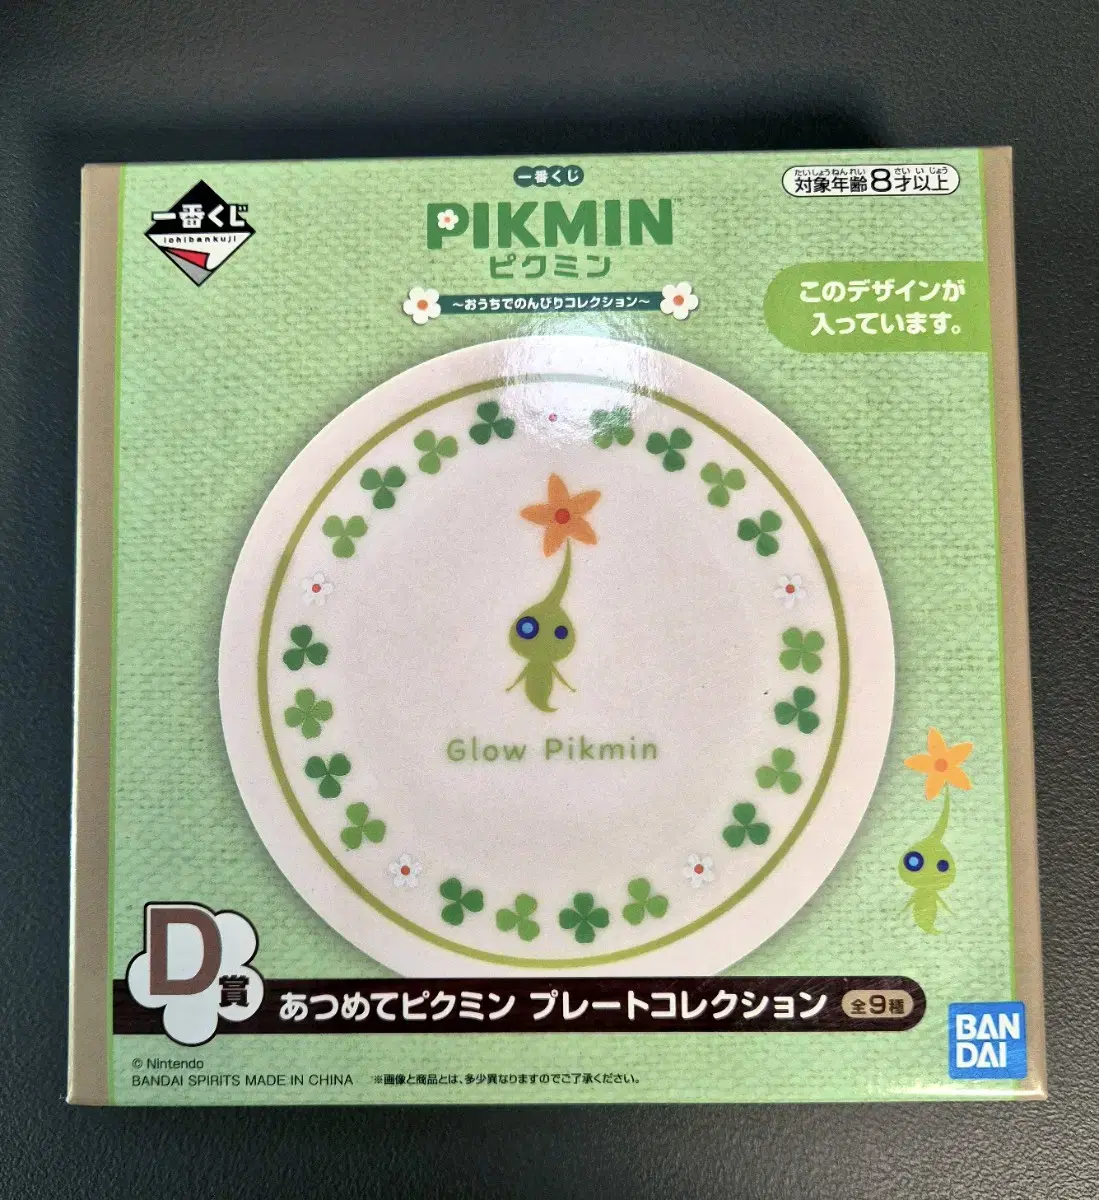 一番くじ
ichibankuji
一番くじ
PIKMIN™
ピクミン
～おうちでのんびりコレクション～
たいしょうねんれい さい いじょう
対象年齢8才以上
このデザインが
入っています。
Glow Pikmin
D賞
あつめてピクミン プレートコレクション 全9種
© Nintendo
BANDAI SPIRITS MADE IN CHINA ※画像と商品とは、多少異なりますのでご了承ください。
BAN
DAI